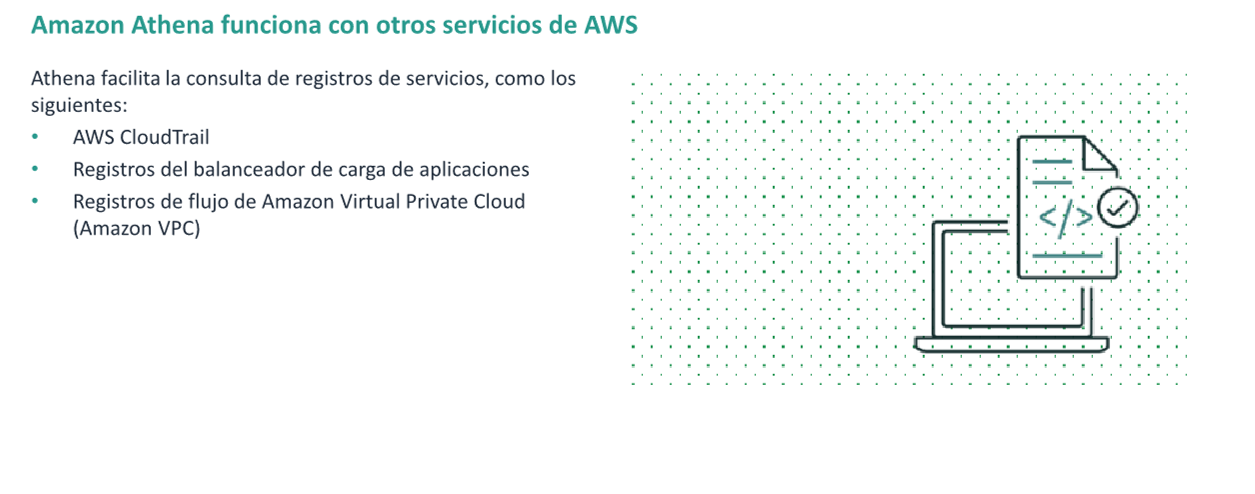 Amazon Athena funciona con otros servicios de AWS
Athena facilita la consulta de registros de servicios, como los
siguientes:
• AWS CloudTrail
• Registros del balanceador de carga de aplicaciones
• Registros de flujo de Amazon Virtual Private Cloud
(Amazon VPC)